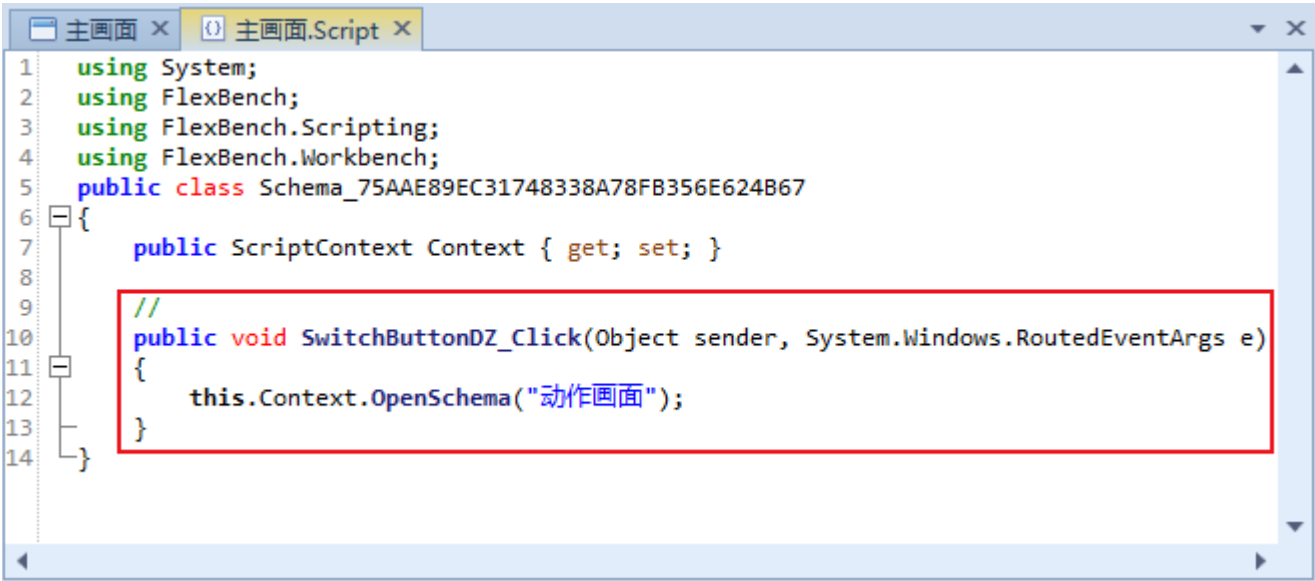 主画面 主画面.Script
1 using System;
2 using FlexBench;
3 using FlexBench.Scripting;
4 using FlexBench.Workbench;
5 public class Schema_75AAE89EC31748338A78FB356E624B67
6 {
7 public ScriptContext Context { get; set; }
8
9 //
10 public void SwitchButtonDZ_Click(Object sender, System.Windows.RoutedEventArgs e)
11 {
12 this.Context.OpenSchema("动作画面");
13 }
14 }